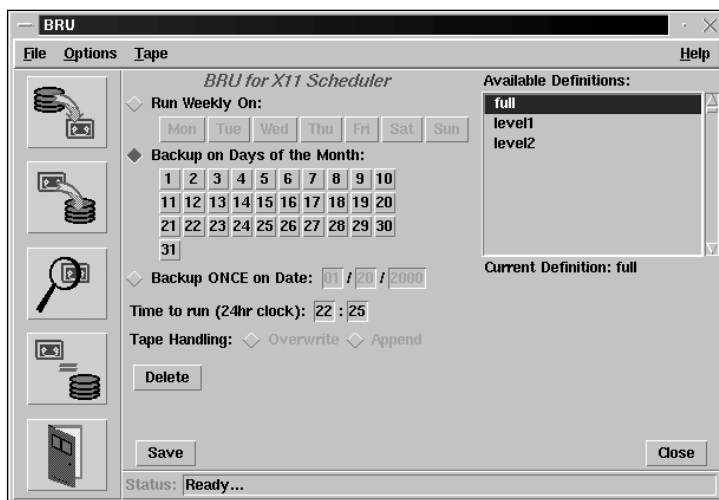 BRU
File Options Tape Help
BRU for X11 Scheduler
Run Weekly On:
Mon Tue Wed Thu Fri Sat Sun
Backup on Days of the Month:
1 2 3 4 5 6 7 8 9 10
11 12 13 14 15 16 17 18 19 20
21 22 23 24 25 26 27 28 29 30
31
Backup ONCE on Date: 01 / 20 / 2000
Time to run (24hr clock): 22 : 25
Tape Handling: Overwrite Append
Delete
Available Definitions:
full
level1
level2
Current Definition: full
Save Close
Status: Ready...